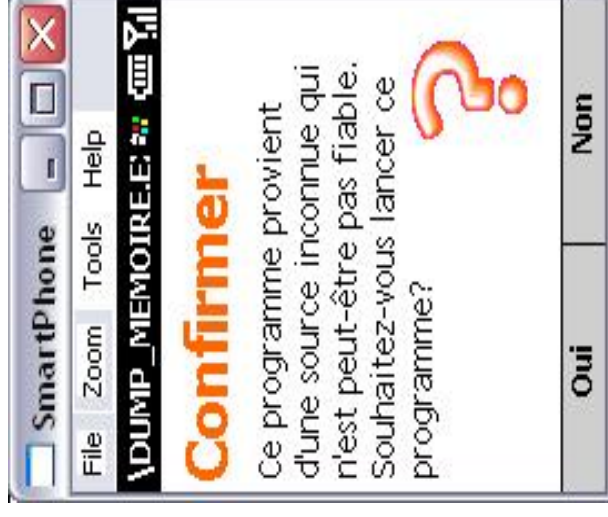 SmartPhone
File Zoom Tools Help
\DUMP_MEMOIRE.E
Confirmer
Ce programme provient
d'une source inconnue qui
n'est peut-être pas fiable.
Souhaitez-vous lancer ce
programme?
Oui Non